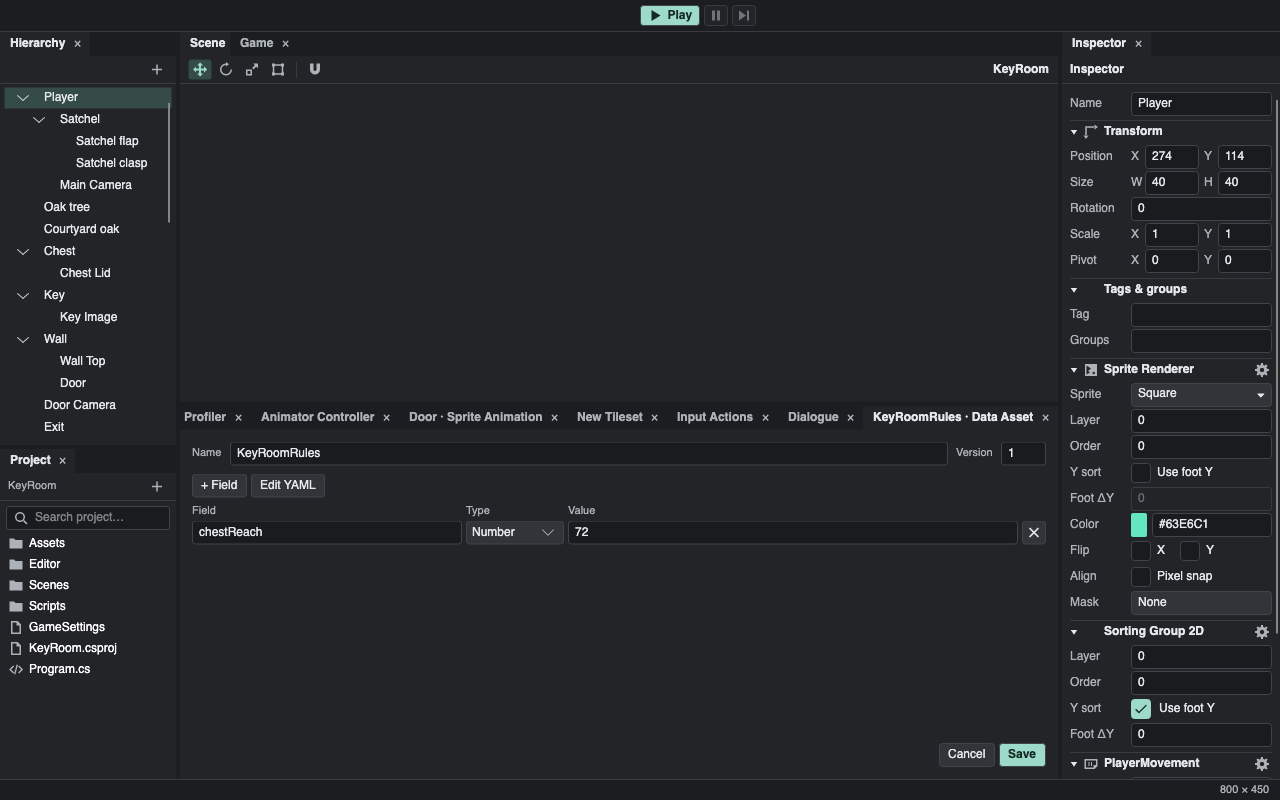 Play
Hierarchy
Player
Satchel
Satchel flap
Satchel clasp
Main Camera
Oak tree
Courtyard oak
Chest
Chest Lid
Key
Key Image
Wall
Wall Top
Door
Door Camera
Exit
Project
KeyRoom
Search project…
Assets
Editor
Scenes
Scripts
GameSettings
KeyRoom.csproj
Program.cs
Scene Game
KeyRoom
Profiler Animator Controller Door · Sprite Animation New Tileset Input Actions Dialogue KeyRoomRules · Data Asset
Name KeyRoomRules Version 1
+ Field Edit YAML
Field Type Value
chestReach Number 72
Cancel Save
Inspector
Inspector
Name Player
Transform
Position X 274 Y 114
Size W 40 H 40
Rotation 0
Scale X 1 Y 1
Pivot X 0 Y 0
Tags & groups
Tag
Groups
Sprite Renderer
Sprite Square
Layer 0
Order 0
Y sort Use foot Y
Foot ΔY 0
Color #63E6C1
Flip X Y
Align Pixel snap
Mask None
Sorting Group 2D
Layer 0
Order 0
Y sort Use foot Y
Foot ΔY 0
PlayerMovement
800 × 450